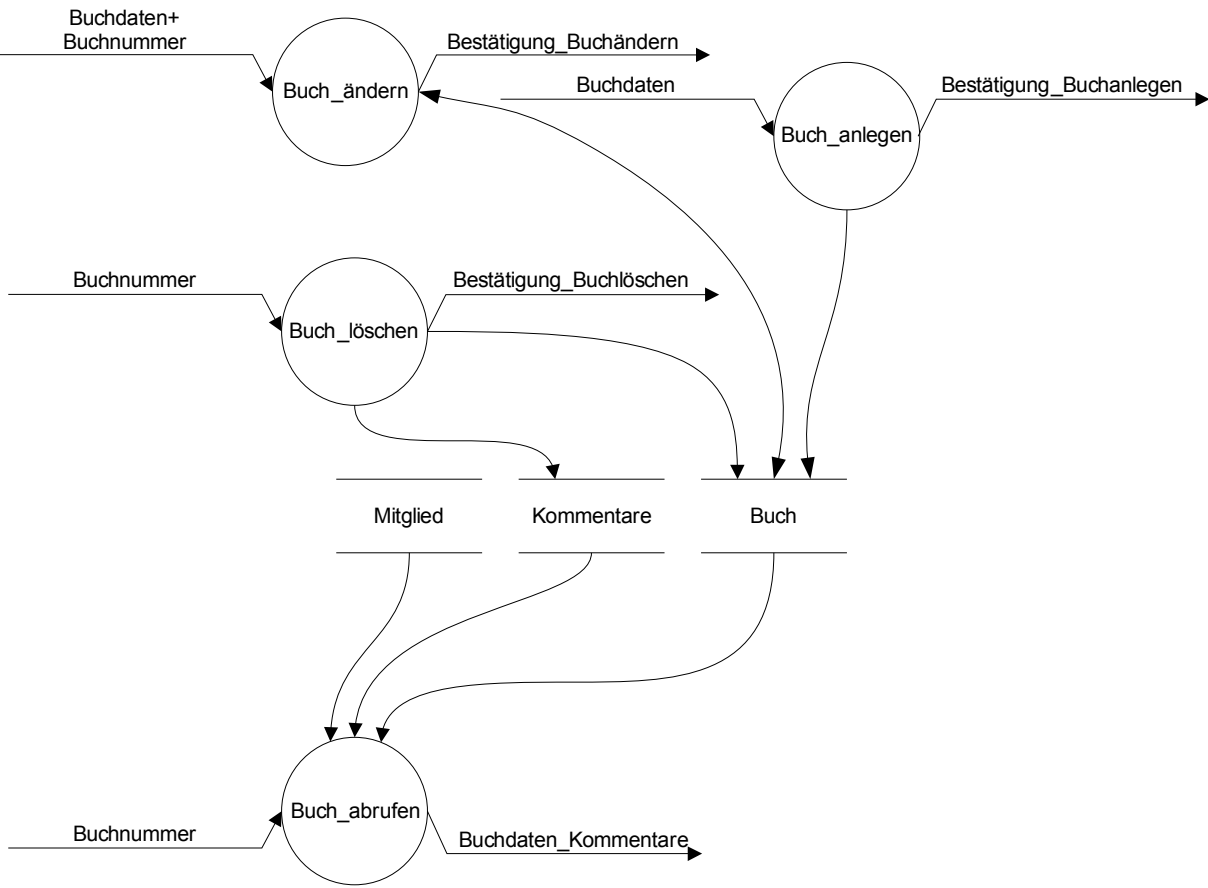 Buchdaten+
Buchnummer
Bestätigung_Buchändern
Buch_ändern
Buchdaten
Bestätigung_Buchanlegen
Buch_anlegen
Buchnummer
Bestätigung_Buchlöschen
Buch_löschen
Mitglied
Kommentare
Buch
Buch_abrufen
Buchnummer
Buchdaten_Kommentare